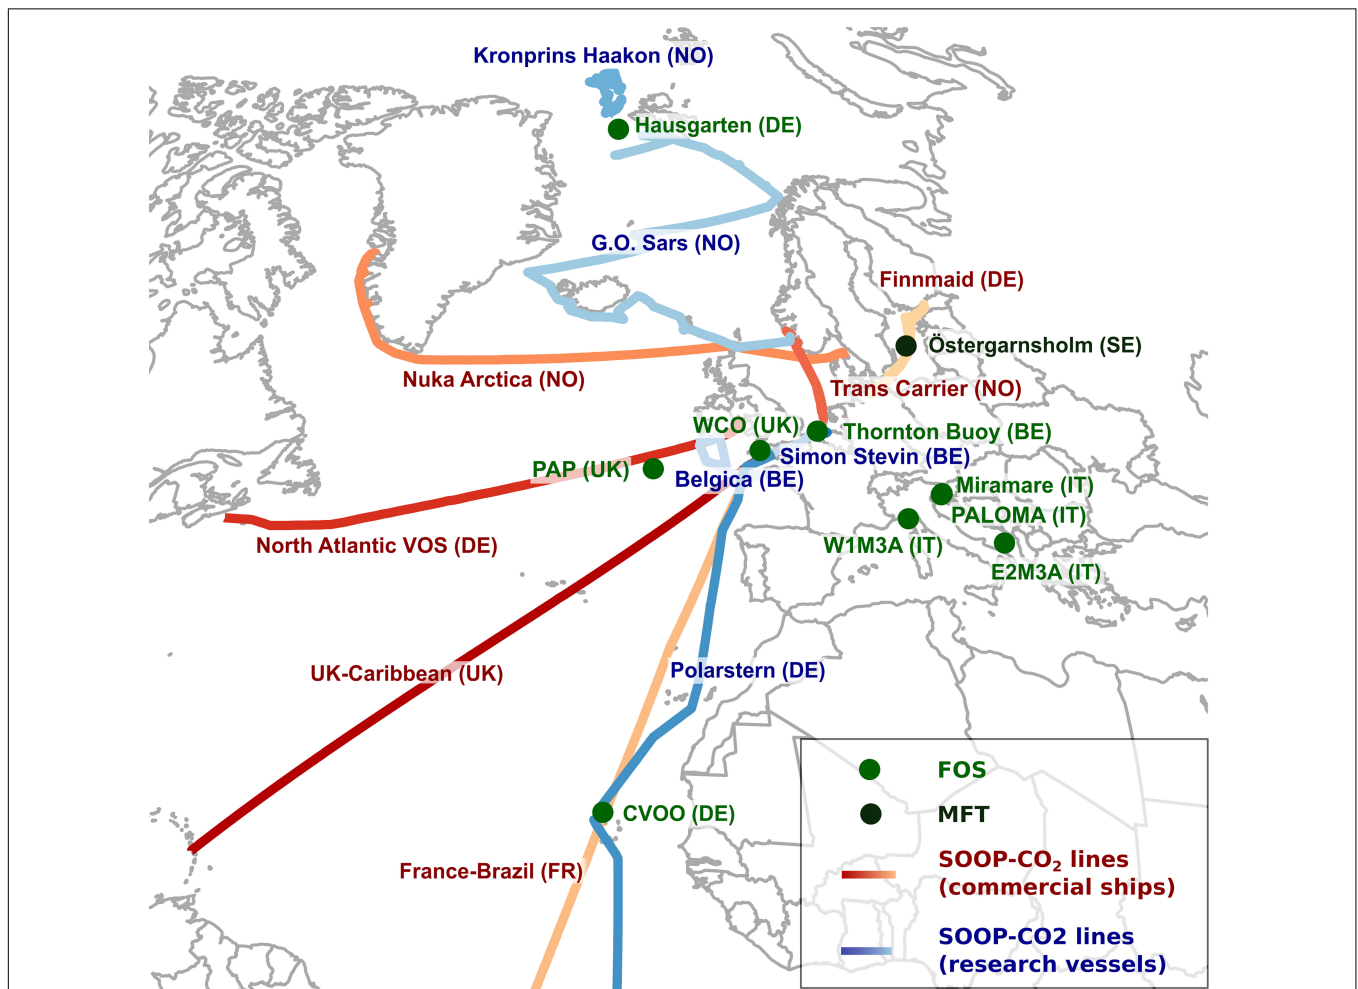 Kronprins Haakon (NO)
Hausgarten (DE)
G.O. Sars (NO)
Finnmaid (DE)
Östergarnsholm (SE)
Nuka Arctica (NO)
Trans Carrier (NO)
WCO (UK)
Thornton Buoy (BE)
Simon Stevin (BE)
PAP (UK)
Belgica (BE)
Miramare (IT)
PALOMA (IT)
North Atlantic VOS (DE)
W1M3A (IT)
E2M3A (IT)
UK-Caribbean (UK)
Polarstern (DE)
CVOO (DE)
France-Brazil (FR)
FOS
MFT
SOOP-CO₂ lines
(commercial ships)
SOOP-CO2 lines
(research vessels)